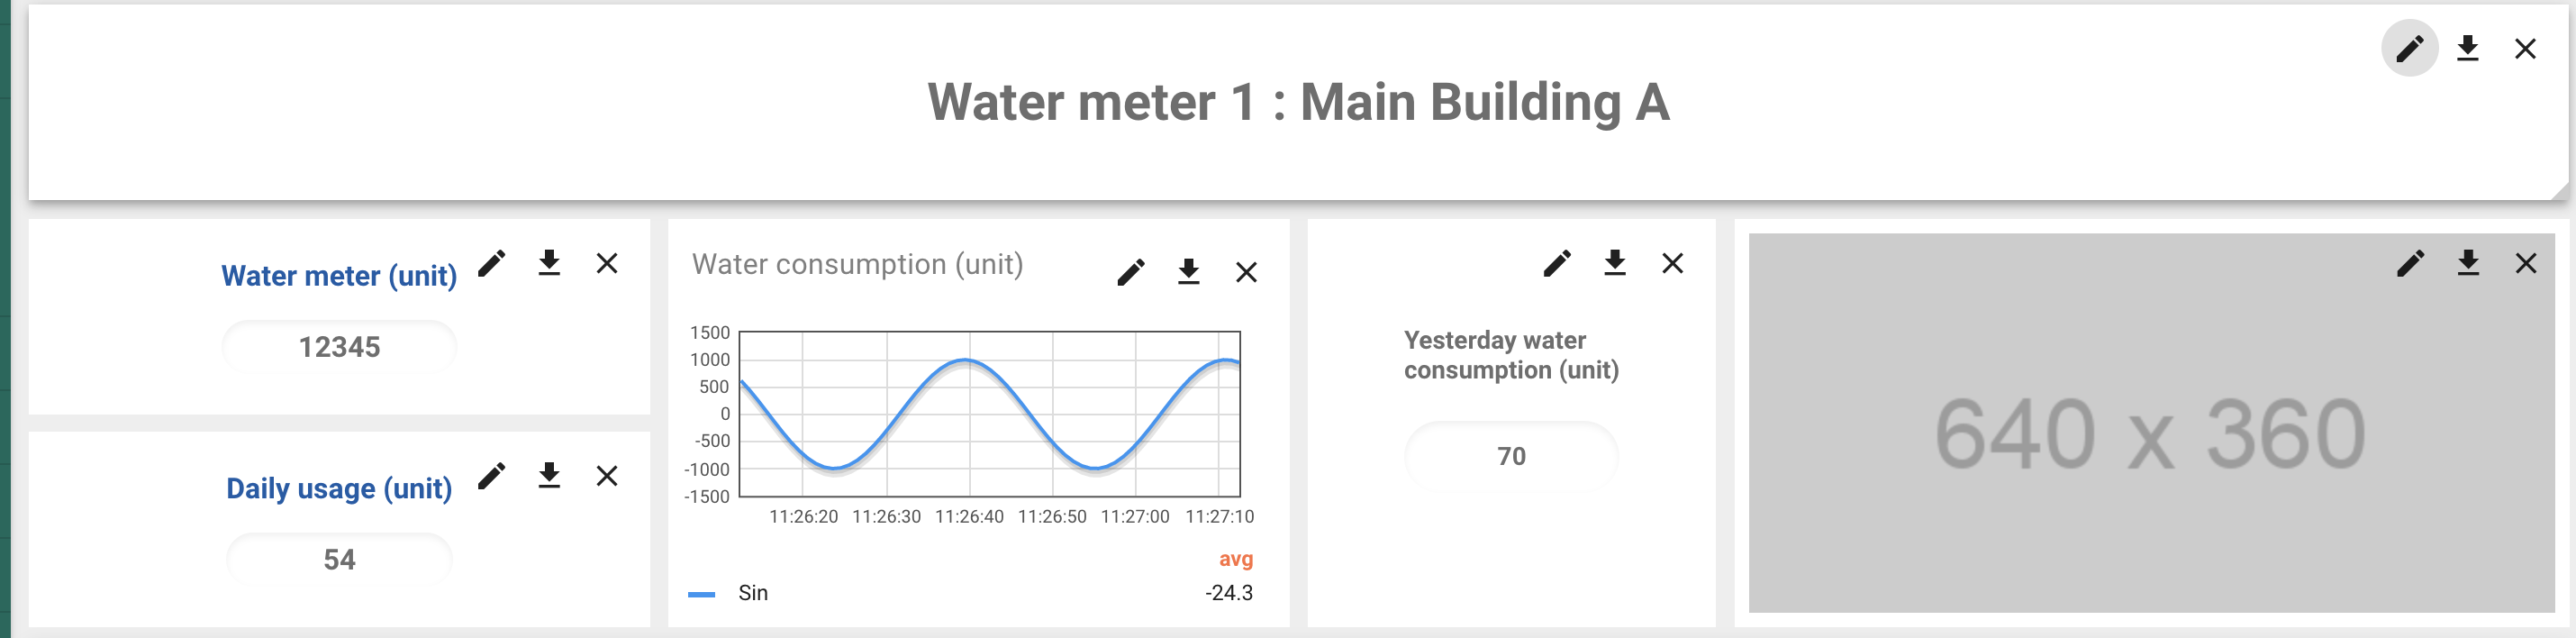 Water meter 1 : Main Building A
Water meter (unit)
12345
Daily usage (unit)
54
Water consumption (unit)
1500
1000
500
0
-500
-1000
-1500
11:26:20 11:26:30 11:26:40 11:26:50 11:27:00 11:27:10
avg
Sin -24.3
Yesterday water
consumption (unit)
70
640 x 360